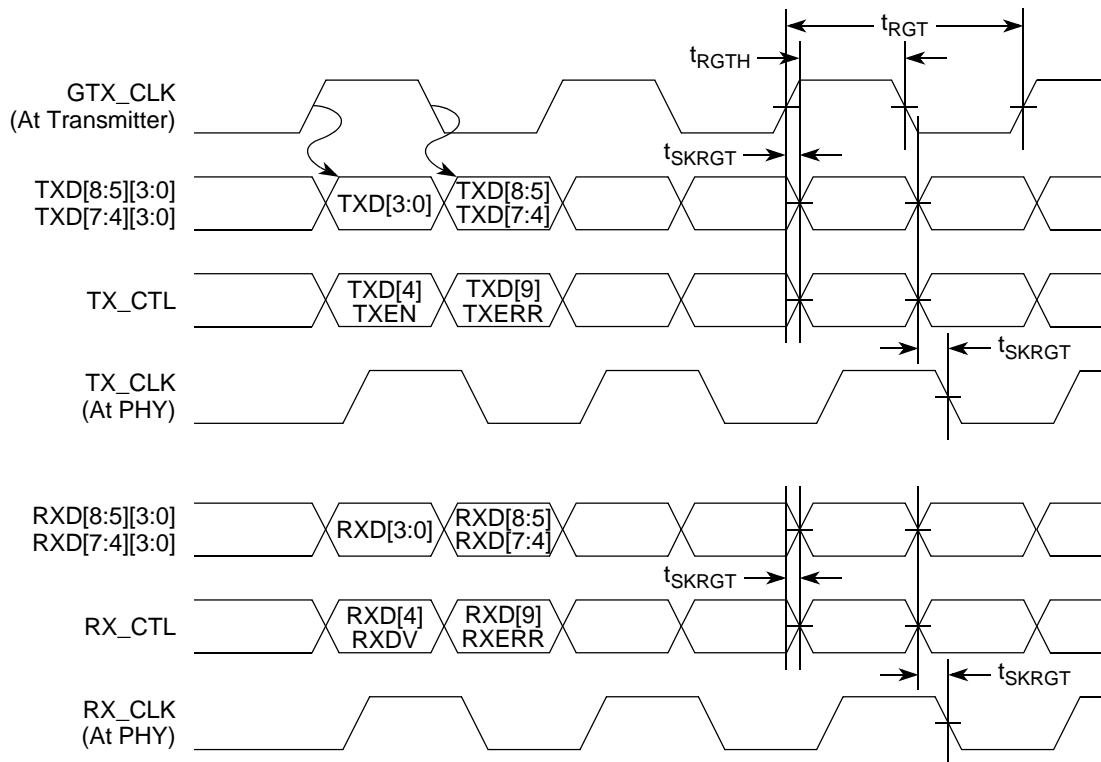 tRGT
tRGTH
GTX_CLK
(At Transmitter)
tSKRGT
TXD[8:5][3:0]
TXD[7:4][3:0]
TXD[3:0]
TXD[8:5]
TXD[7:4]
TX_CTL
TXD[4]
TXEN
TXD[9]
TXERR
tSKRGT
TX_CLK
(At PHY)
RXD[8:5][3:0]
RXD[7:4][3:0]
RXD[3:0]
RXD[8:5]
RXD[7:4]
tSKRGT
RX_CTL
RXD[4]
RXDV
RXD[9]
RXERR
tSKRGT
RX_CLK
(At PHY)